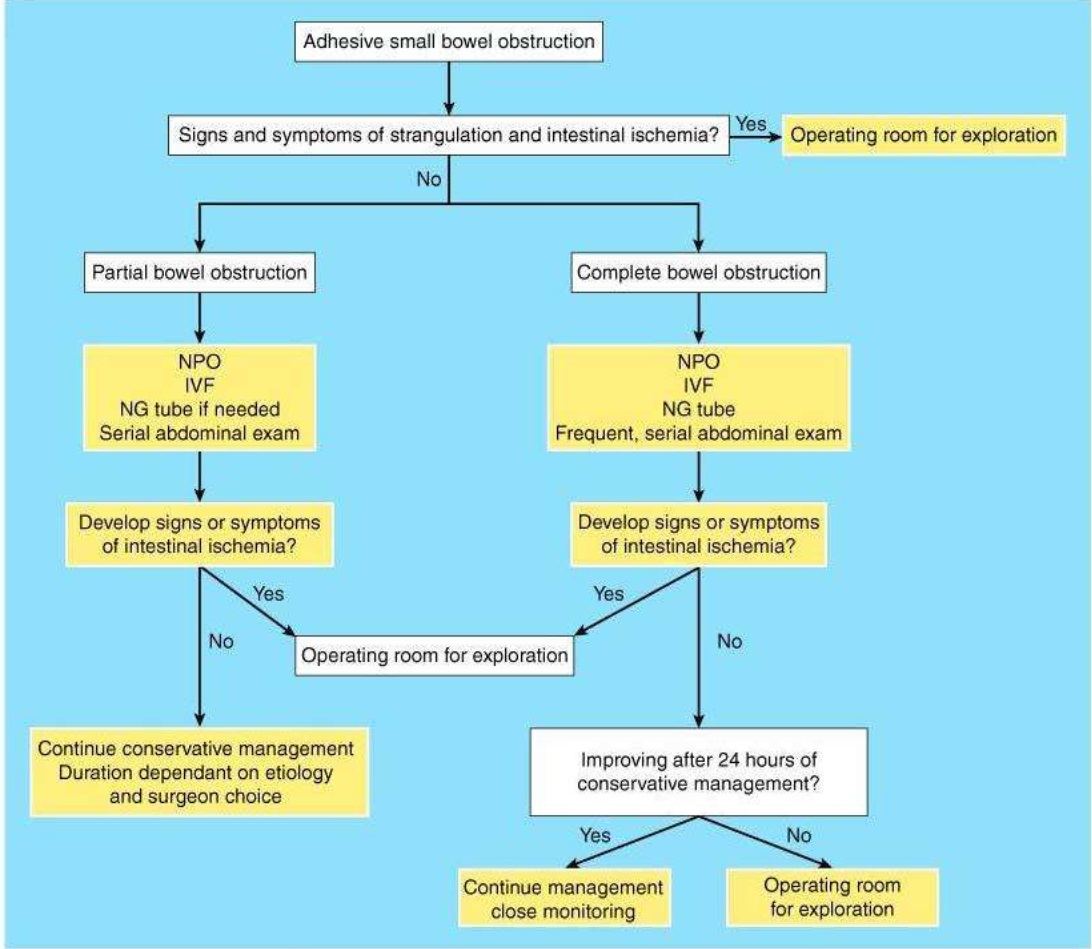 Adhesive small bowel obstruction
Signs and symptoms of strangulation and intestinal ischemia?
Yes
Operating room for exploration
No
Partial bowel obstruction
Complete bowel obstruction
NPO
IVF
NG tube if needed
Serial abdominal exam
NPO
IVF
NG tube
Frequent, serial abdominal exam
Develop signs or symptoms
of intestinal ischemia?
Develop signs or symptoms
of intestinal ischemia?
Yes
Yes
No
Operating room for exploration
No
Continue conservative management
Duration dependant on etiology
and surgeon choice
Improving after 24 hours of
conservative management?
Yes
No
Continue management
close monitoring
Operating room
for exploration